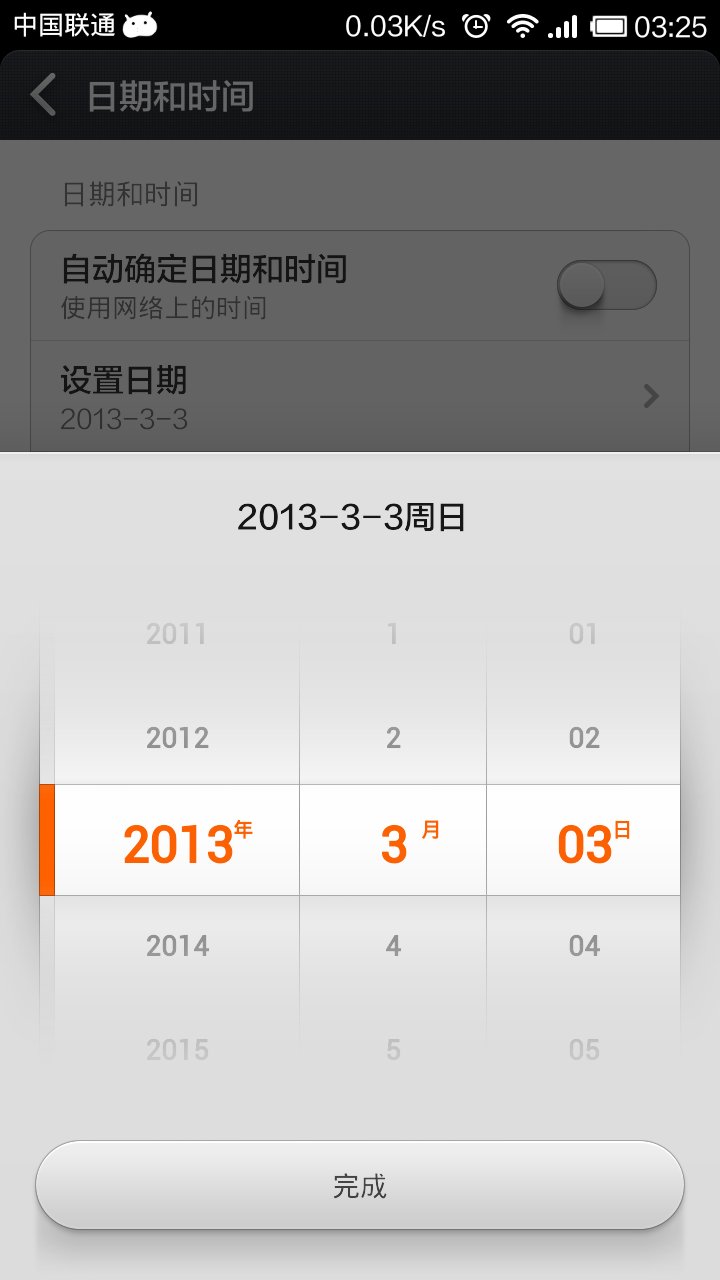 中国联通 0.03K/s 03:25
日期和时间
日期和时间
自动确定日期和时间
使用网络上的时间
设置日期
2013-3-3
2013-3-3周日
2011 1 01
2012 2 02
2013年 3月 03日
2014 4 04
2015 5 05
完成